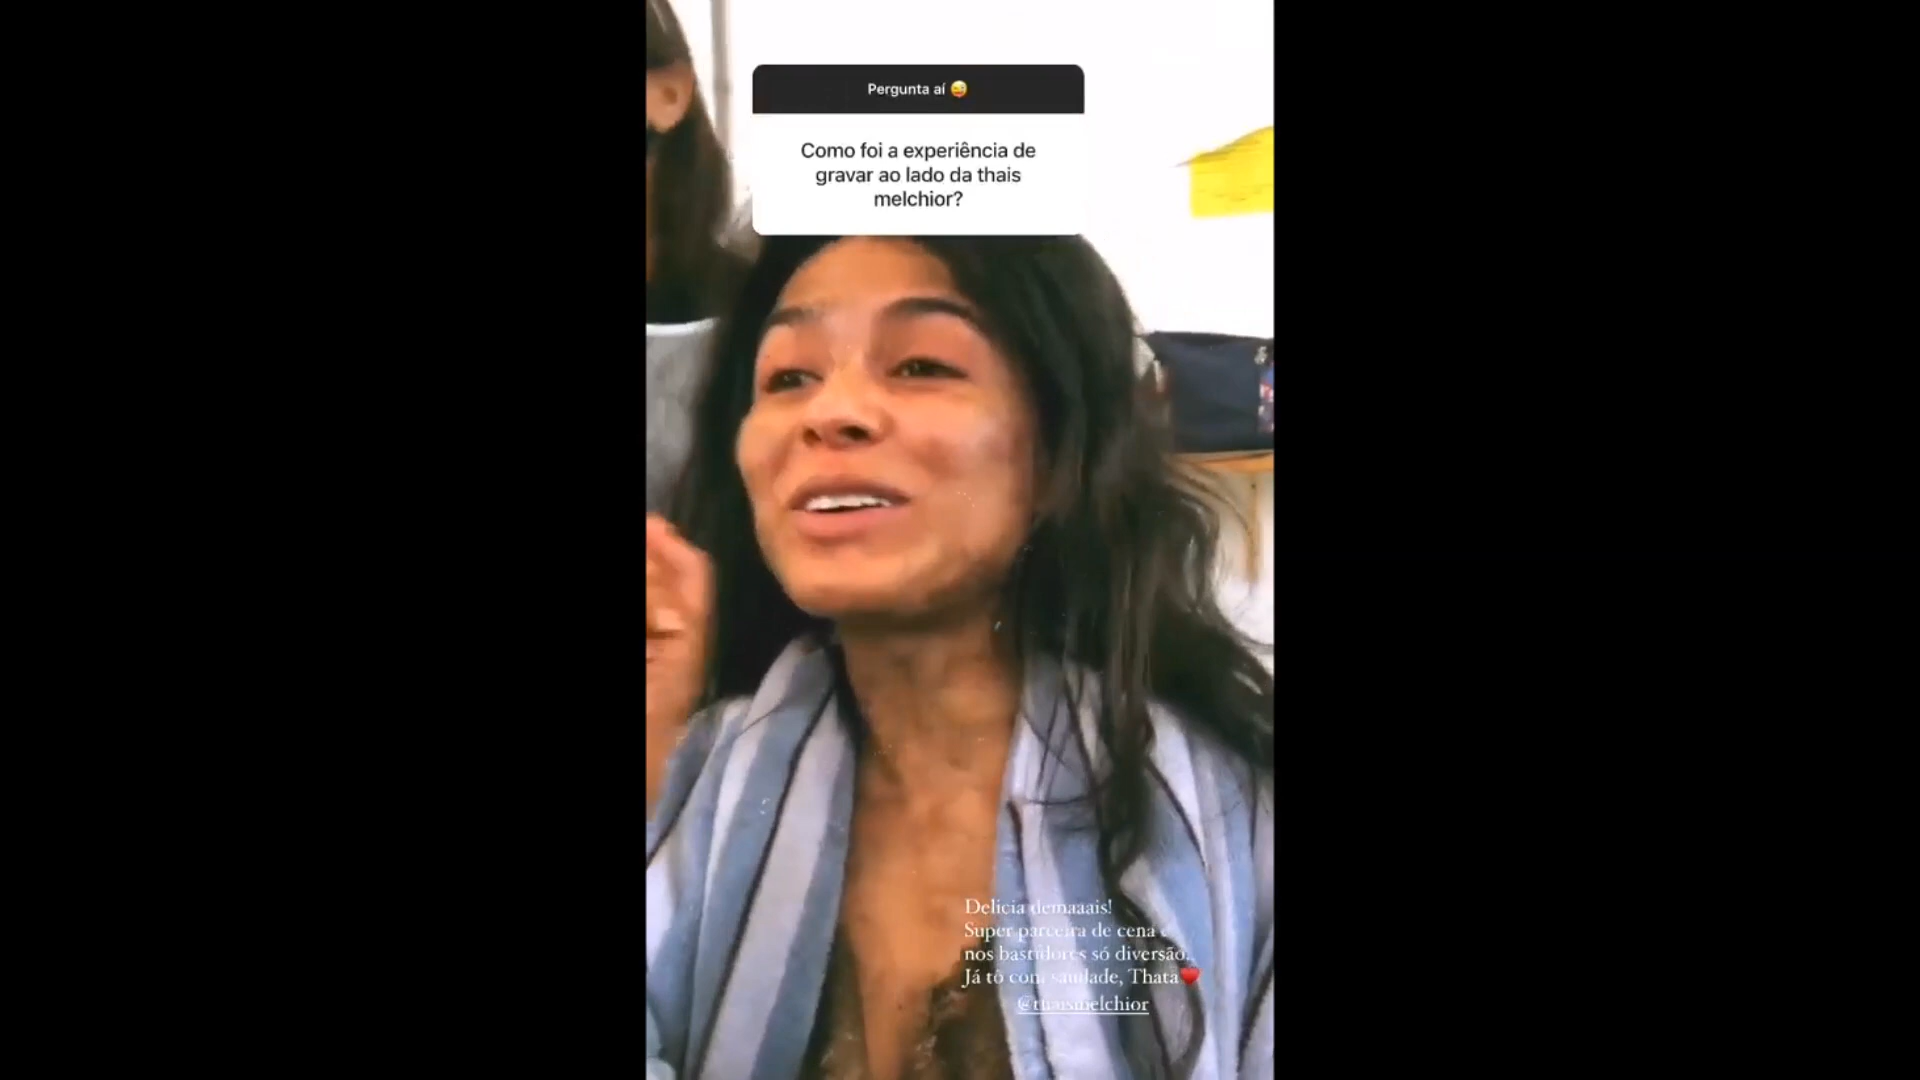 Pergunta aí 😜
Como foi a experiência de
gravar ao lado da thais
melchior?
Delícia demaaais!
Super parceira de cena e
nos bastidores só diversão..
Já tô com saudade, Thata❤️
@thaismelchior